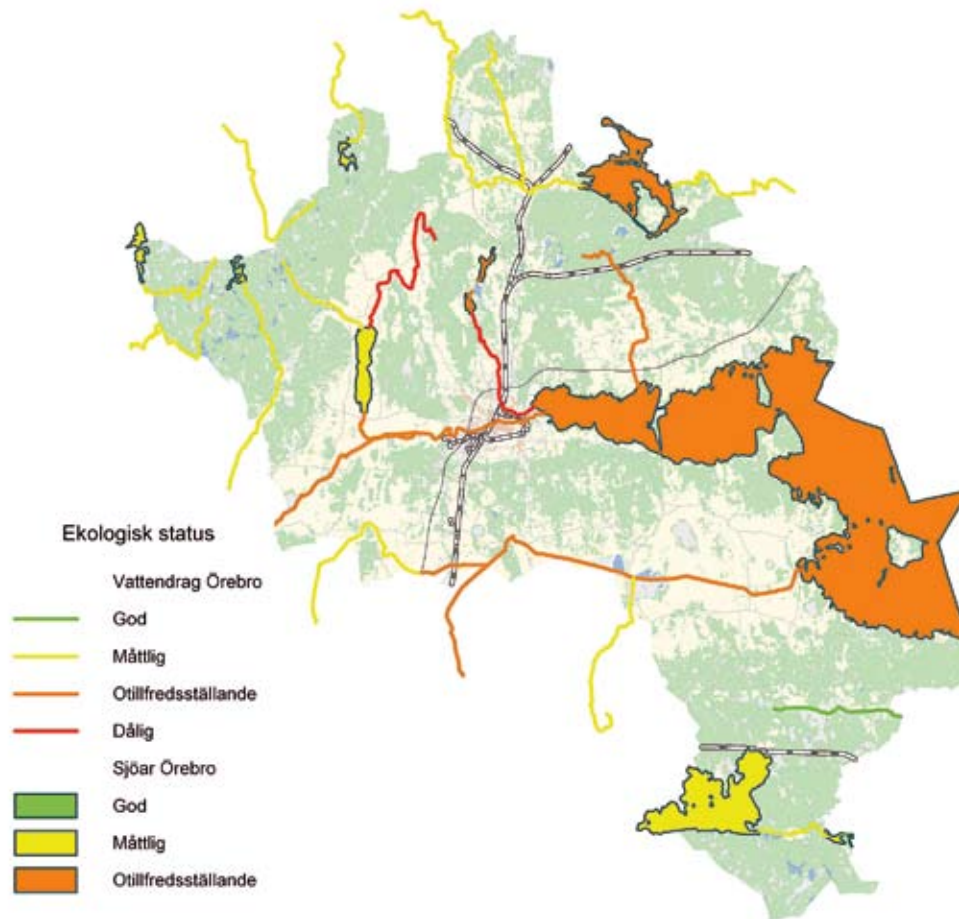 Ekologisk status
Vattendrag Örebro
God
Måttlig
Otillfredsställande
Dålig
Sjöar Örebro
God
Måttlig
Otillfredsställande